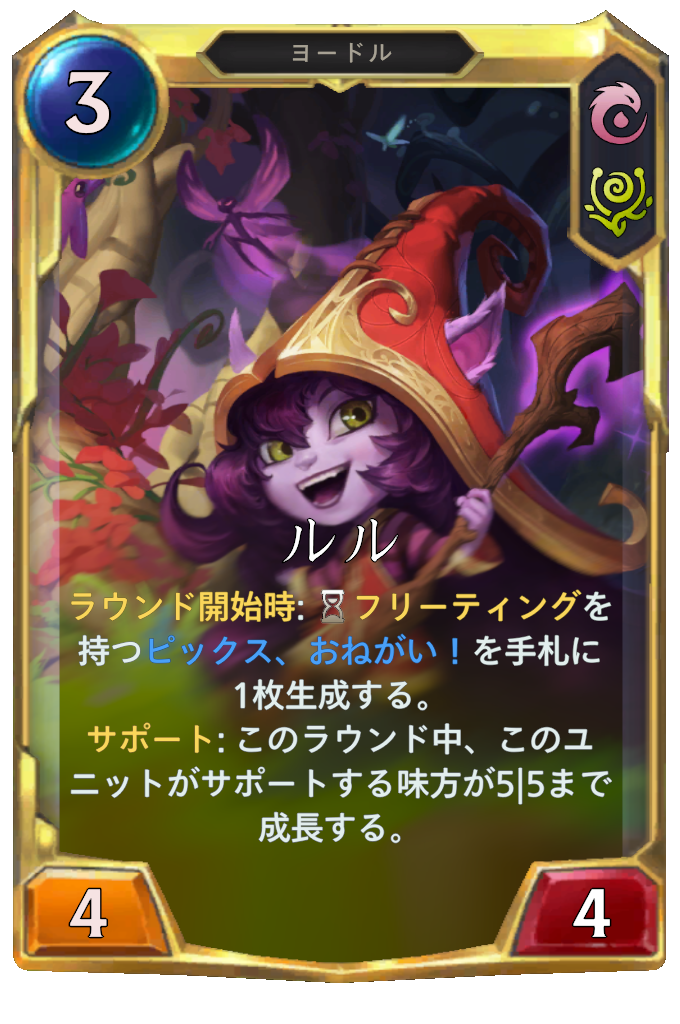 ヨードル
3
ルル
ラウンド開始時: フリーティングを
持つピックス、おねがい！を手札に
1枚生成する。
サポート: このラウンド中、このユ
ニットがサポートする味方が5|5まで
成長する。
4
4